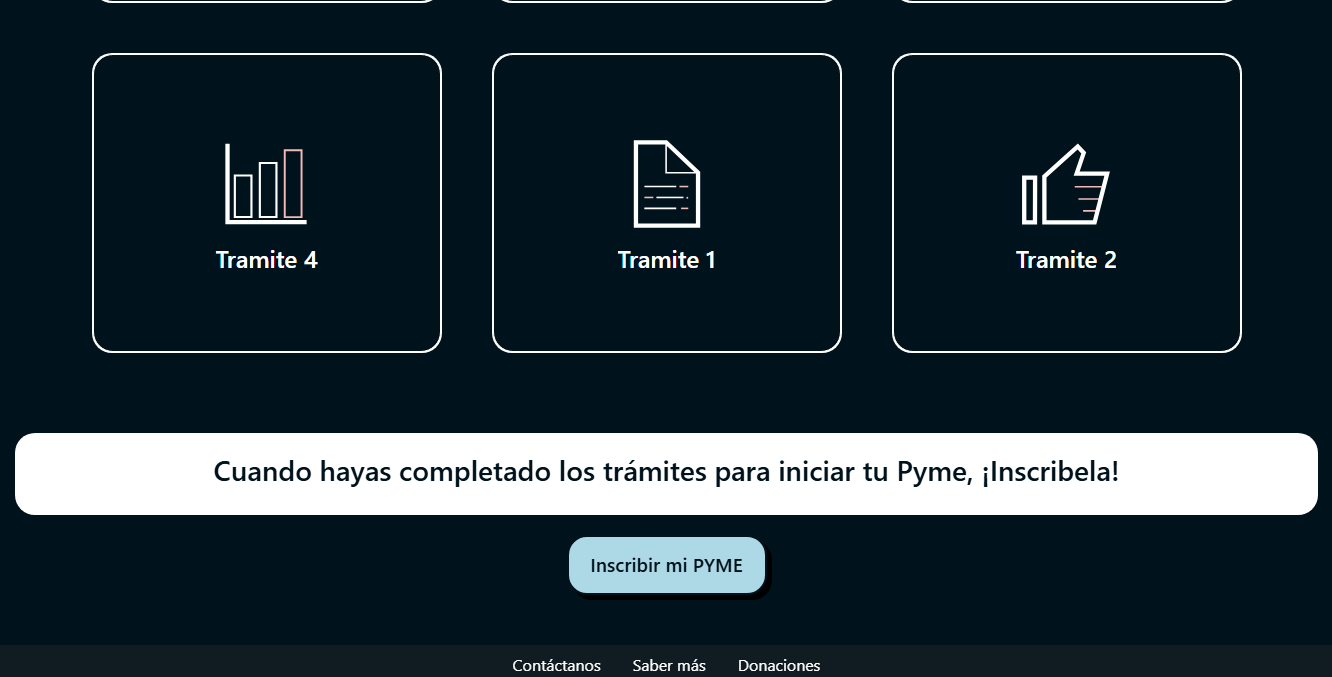 Tramite 4
Tramite 1
Tramite 2
Cuando hayas completado los trámites para iniciar tu Pyme, ¡Inscribela!
Inscribir mi PYME
Contáctanos Saber más Donaciones